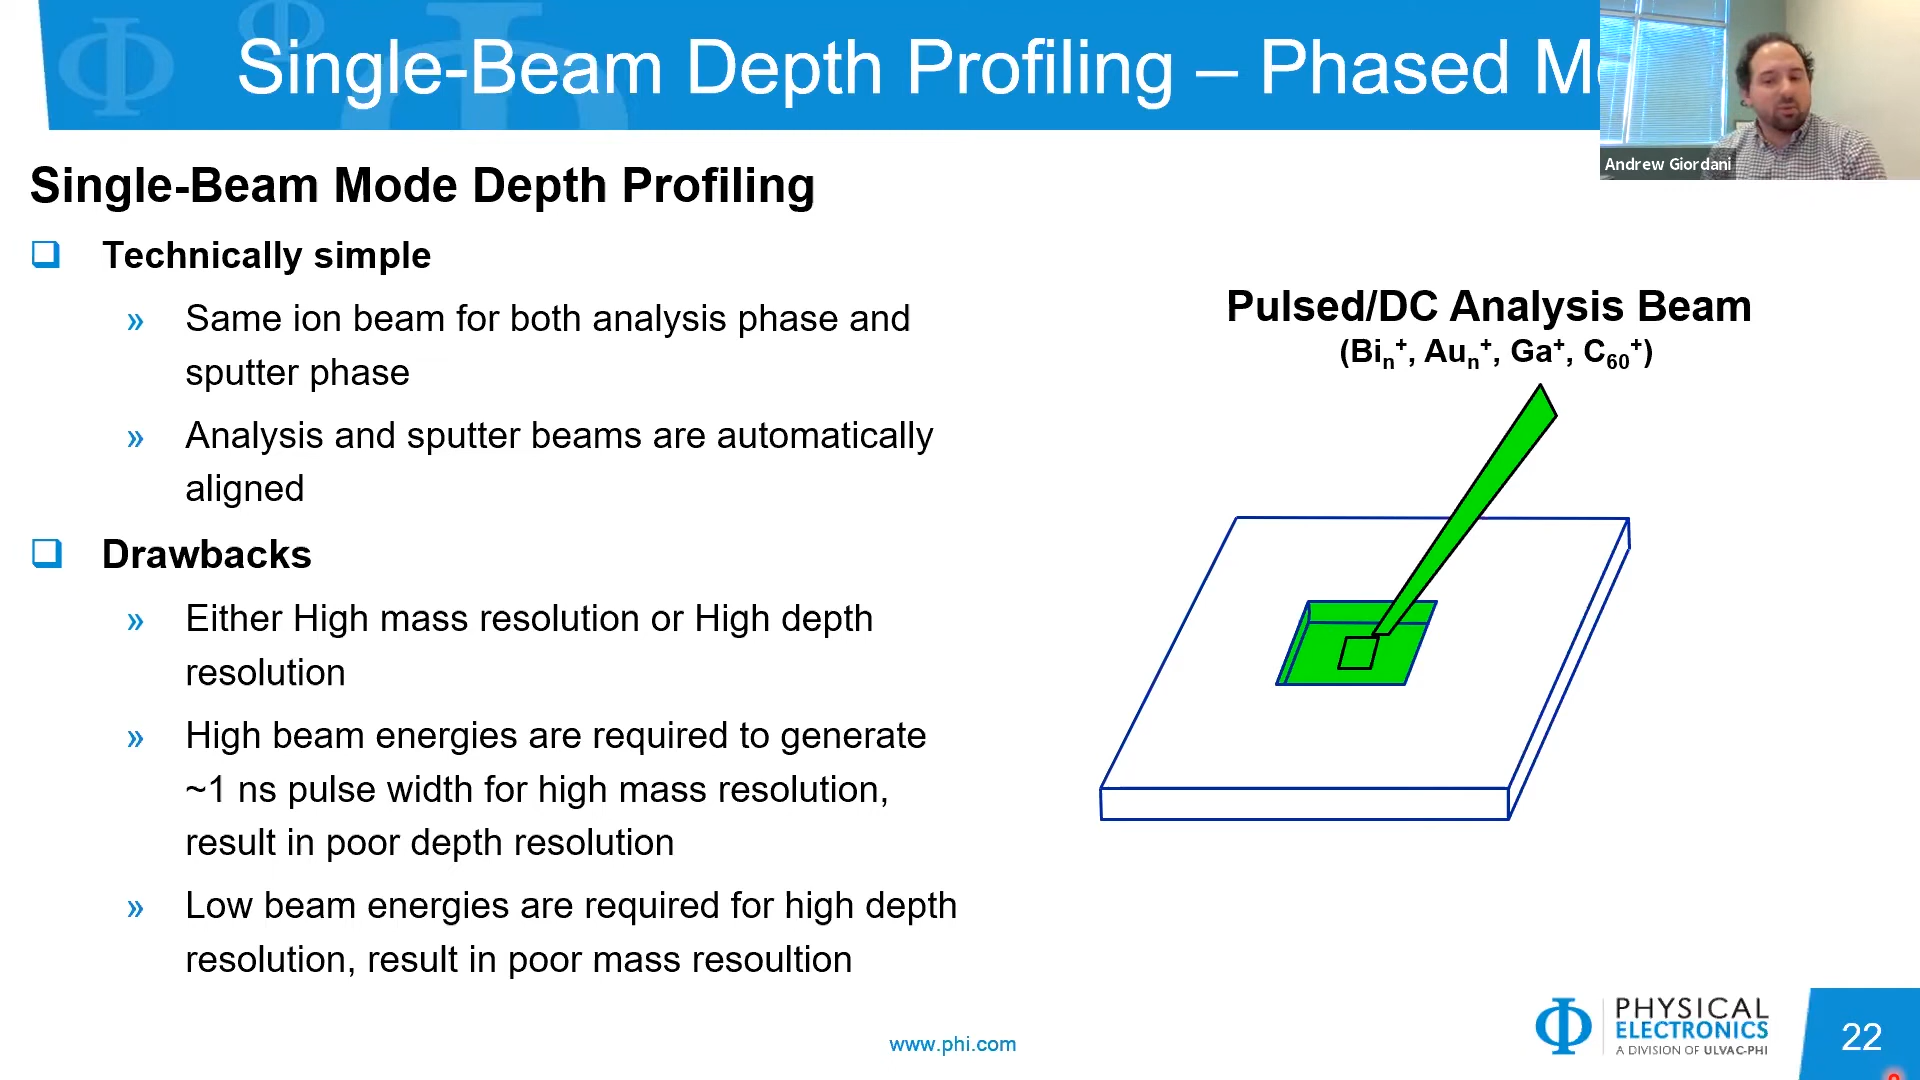 Single-Beam Depth Profiling – Phased
Andrew Giordani
Single-Beam Mode Depth Profiling
Technically simple
» Same ion beam for both analysis phase and
sputter phase
» Analysis and sputter beams are automatically
aligned
Drawbacks
» Either High mass resolution or High depth
resolution
» High beam energies are required to generate
~1 ns pulse width for high mass resolution,
result in poor depth resolution
» Low beam energies are required for high depth
resolution, result in poor mass resoultion
Pulsed/DC Analysis Beam
(Biₙ⁺, Auₙ⁺, Ga⁺, C₆₀⁺)
www.phi.com
PHYSICAL
ELECTRONICS
A DIVISION OF ULVAC-PHI
22